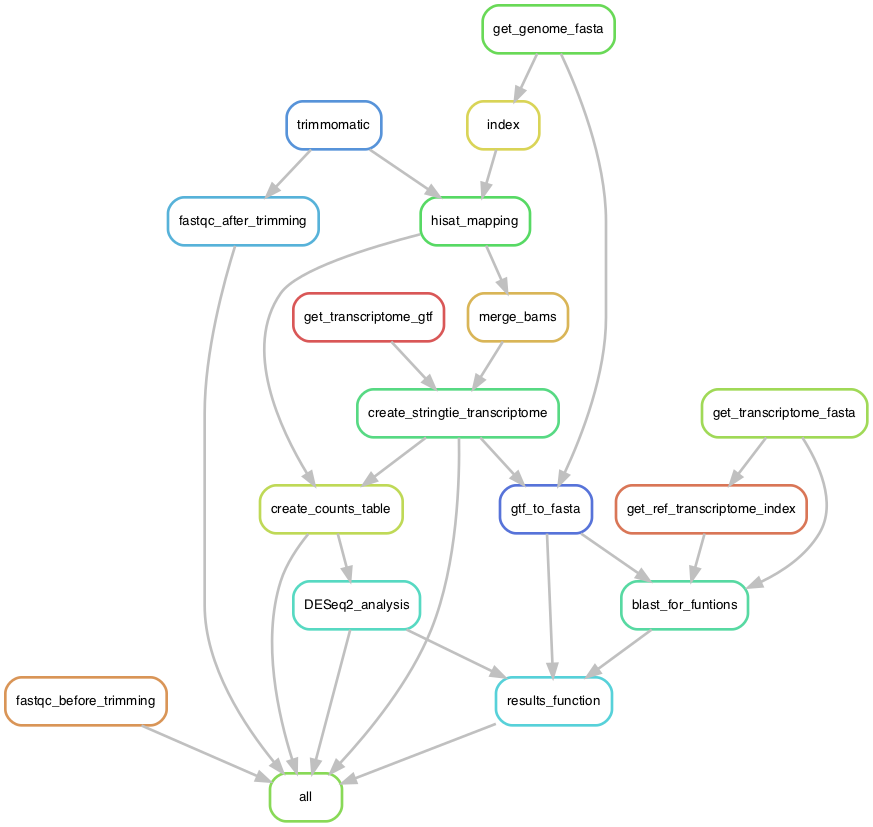 get_genome_fasta
trimmomatic
index
fastqc_after_trimming
hisat_mapping
get_transcriptome_gtf
merge_bams
create_stringtie_transcriptome
get_transcriptome_fasta
create_counts_table
gtf_to_fasta
get_ref_transcriptome_index
DESeq2_analysis
blast_for_funtions
fastqc_before_trimming
results_function
all